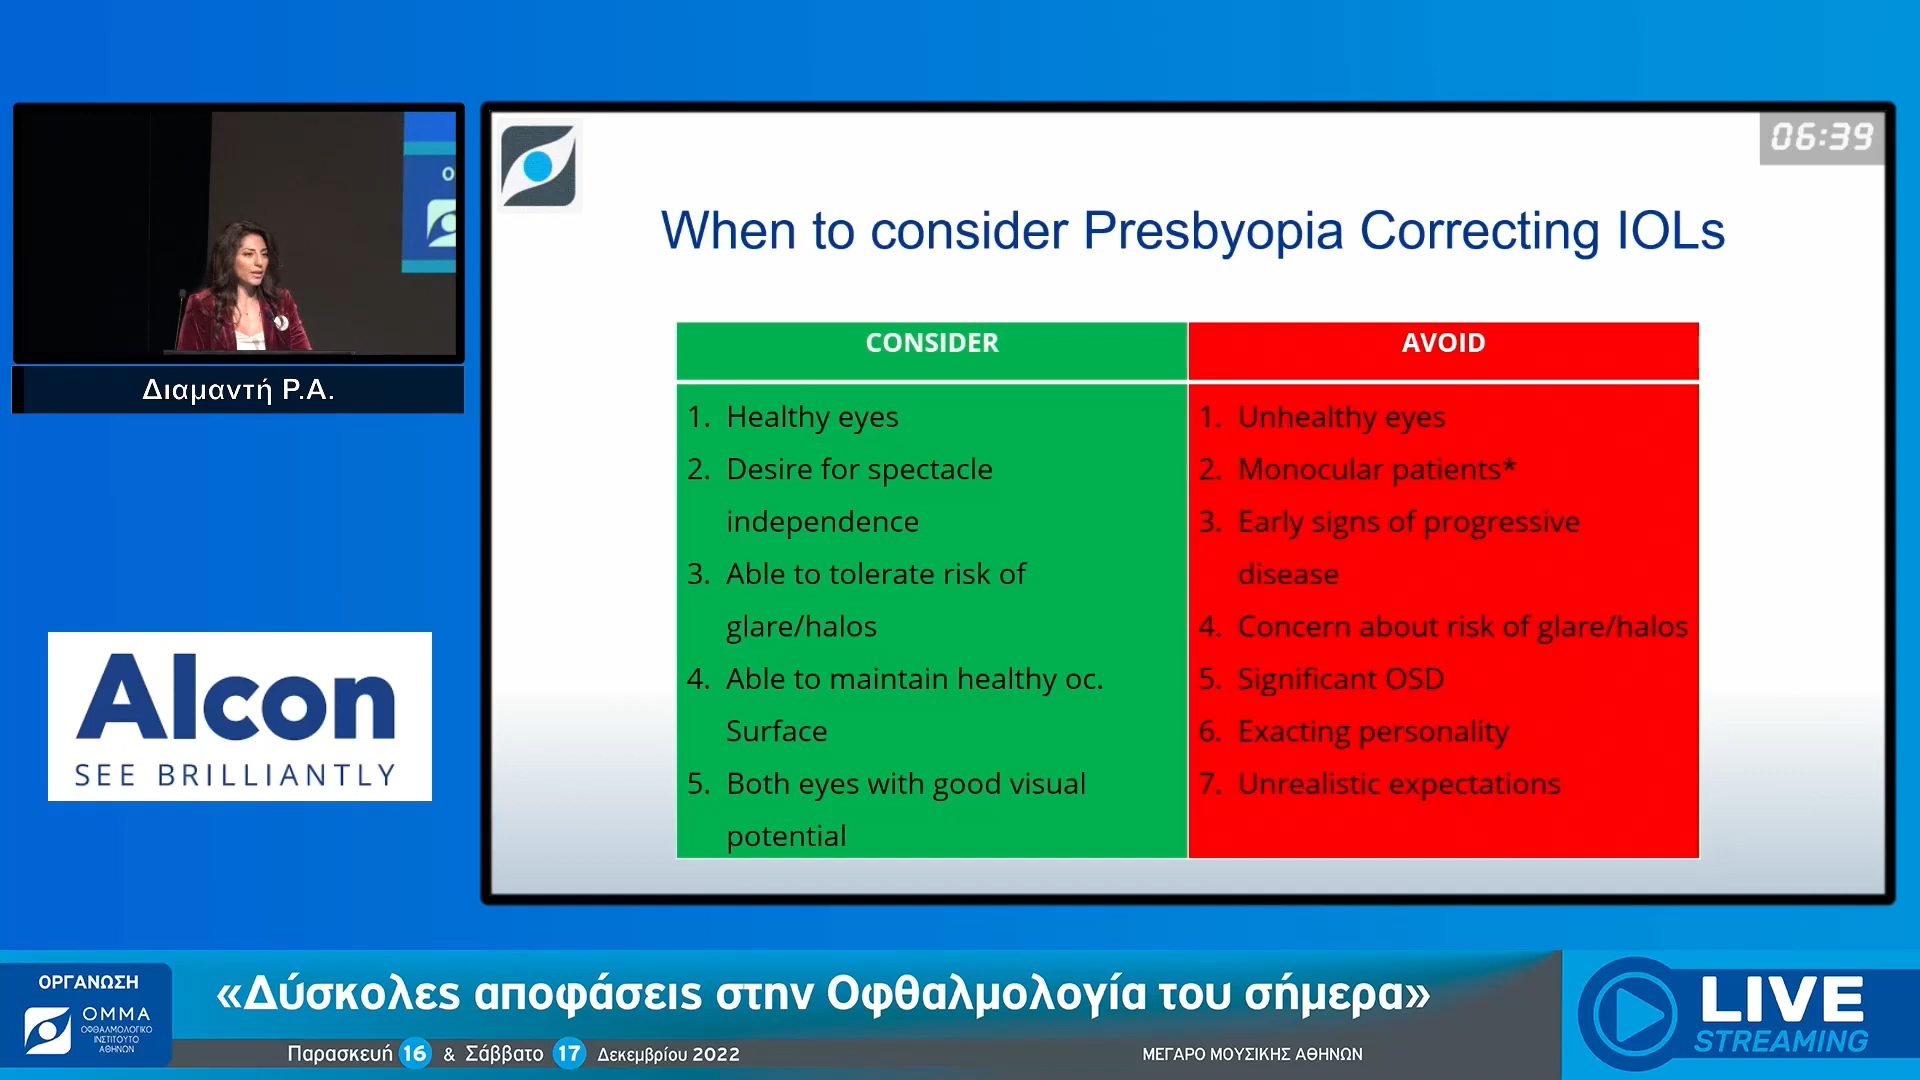 Ο
Διαμαντή Ρ.Α.
Alcon
SEE BRILLIANTLY
06:39
When to consider Presbyopia Correcting IOLs
CONSIDER
1. Healthy eyes
2. Desire for spectacle
independence
3. Able to tolerate risk of
glare/halos
4. Able to maintain healthy oc.
Surface
5. Both eyes with good visual
potential
AVOID
1. Unhealthy eyes
2. Monocular patients*
3. Early signs of progressive
disease
4. Concern about risk of glare/halos
5. Significant OSD
6. Exacting personality
7. Unrealistic expectations
ΟΡΓΑΝΩΣΗ
ΟΜΜΑ
ΟΦΘΑΛΜΟΛΟΓΙΚΟ
ΙΝΣΤΙΤΟΥΤΟ
ΑΘΗΝΩΝ
«Δύσκολες αποφάσεις στην Οφθαλμολογία του σήμερα»
Παρασκευή 16 & Σάββατο 17 Δεκεμβρίου 2022
ΜΕΓΑΡΟ ΜΟΥΣΙΚΗΣ ΑΘΗΝΩΝ
LIVE
STREAMING